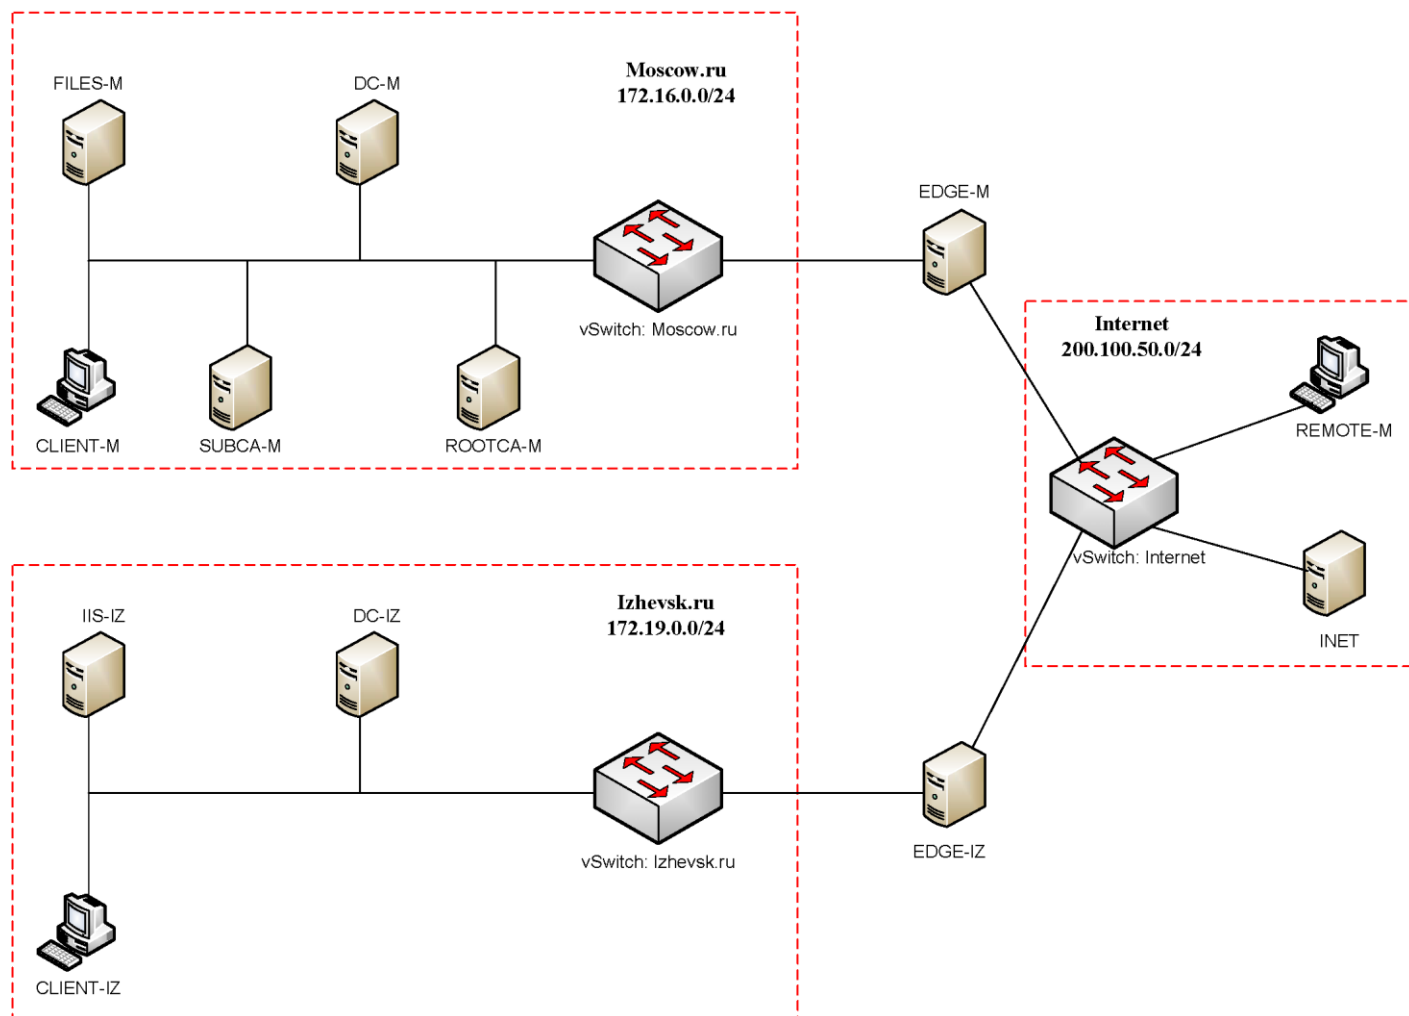 Moscow.ru
172.16.0.0/24
FILES-M
DC-M
EDGE-M
vSwitch: Moscow.ru
CLIENT-M
SUBCA-M
ROOTCA-M
Internet
200.100.50.0/24
REMOTE-M
vSwitch: Internet
INET
Izhevsk.ru
172.19.0.0/24
IIS-IZ
DC-IZ
vSwitch: Izhevsk.ru
EDGE-IZ
CLIENT-IZ